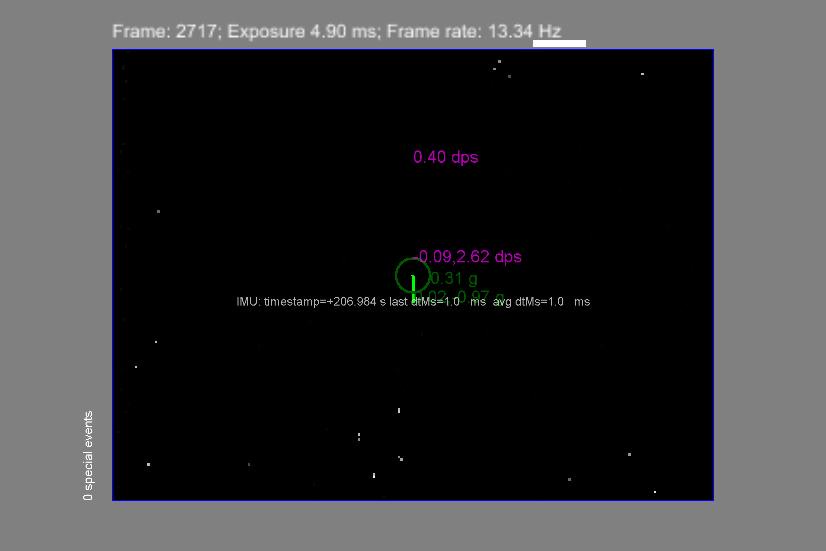 Frame: 2717; Exposure 4.90 ms; Frame rate: 13.34 Hz
0.40 dps
-0.09,2.62 dps
0.31 g
0.97 g
IMU: timestamp=+206.984 s last dtMs=1.0 ms avg dtMs=1.0 ms
0 special events